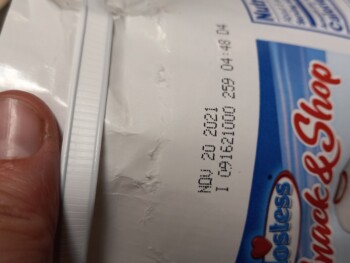 NOV 20 2021
I 091621000 259 04:48 04
Hostess
Snack & Shop